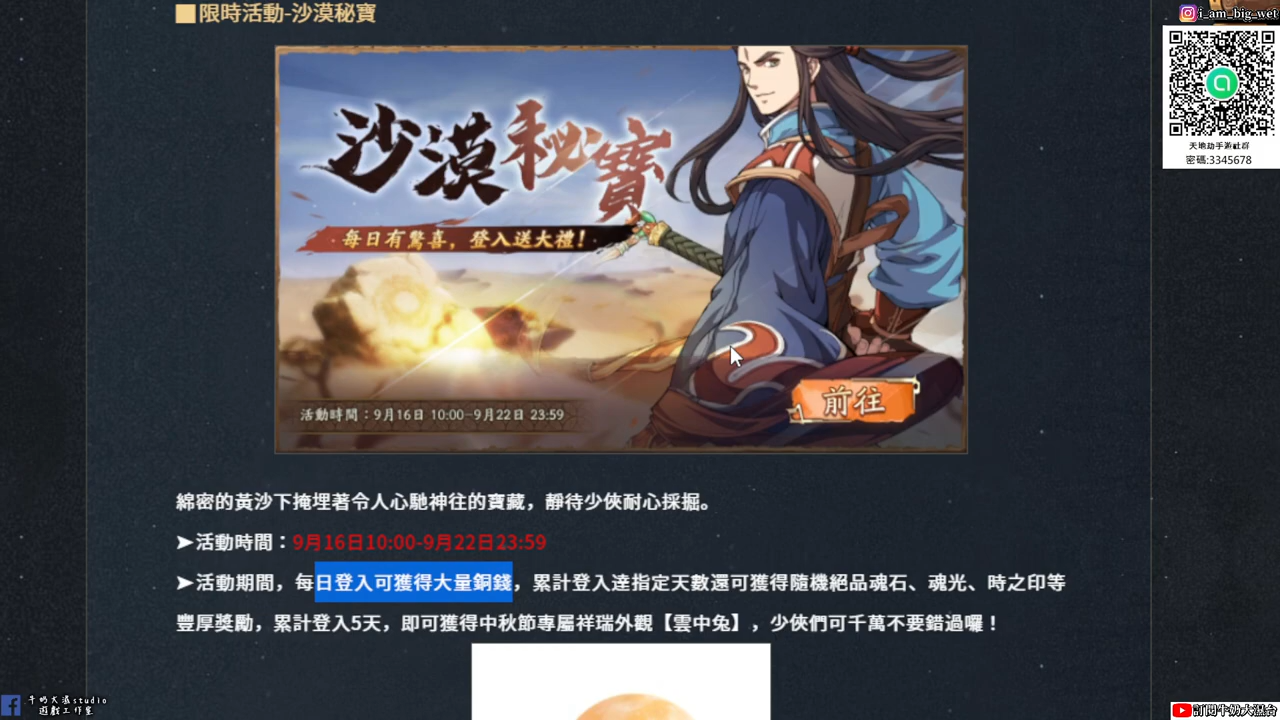 限時活動-沙漠秘寶
i_am_big_wet
沙漠秘寶
·每日有驚喜，登入送大禮！·
天地劫手遊社群
密碼:3345678
前往
活動時間：9月16日 10:00-9月22日 23:59
綿密的黃沙下掩埋著令人心馳神往的寶藏，靜待少俠耐心採掘。
➤活動時間：9月16日10:00-9月22日23:59
➤活動期間，每日登入可獲得大量銅錢，累計登入達指定天數還可獲得隨機絕品魂石、魂光、時之印等
豐厚獎勵，累計登入5天，即可獲得中秋節專屬祥瑞外觀【雲中兔】，少俠們可千萬不要錯過囉！
牛奶大濕studio
遊戲工作室
訂閱牛奶大濕台